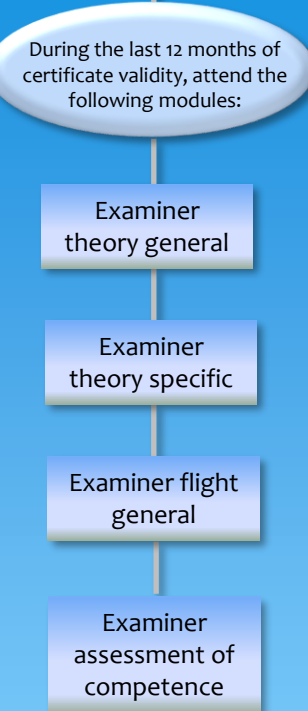 During the last 12 months of
certificate validity, attend the
following modules:
Examiner
theory general
Examiner
theory specific
Examiner flight
general
Examiner
assessment of
competence